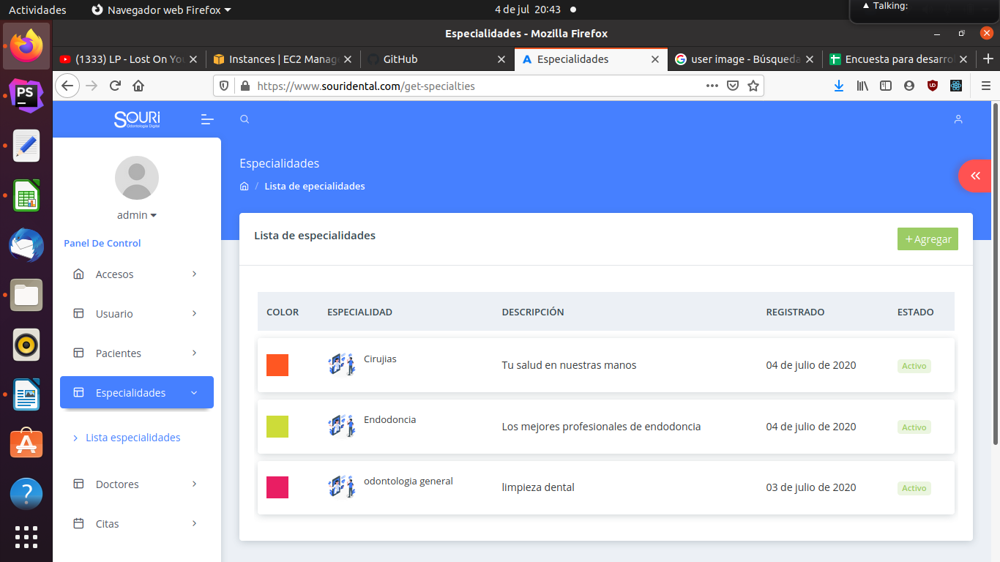 Actividades
Navegador web Firefox
4 de jul 20:43
Talking:
Especialidades - Mozilla Firefox
(1333) LP - Lost On You
Instances | EC2 Manage
GitHub
Especialidades
user image - Búsqueda
Encuesta para desarrol
https://www.souridental.com/get-specialties
SOURI
Odontología Digital
Especialidades
/ Lista de epecialidades
admin
Panel De Control
Accesos
Usuario
Pacientes
Especialidades
Lista especialidades
Doctores
Citas
Lista de especialidades
+ Agregar
COLOR ESPECIALIDAD DESCRIPCIÓN REGISTRADO ESTADO
Cirujias Tu salud en nuestras manos 04 de julio de 2020 Activo
Endodoncia Los mejores profesionales de endodoncia 04 de julio de 2020 Activo
odontologia general limpieza dental 03 de julio de 2020 Activo